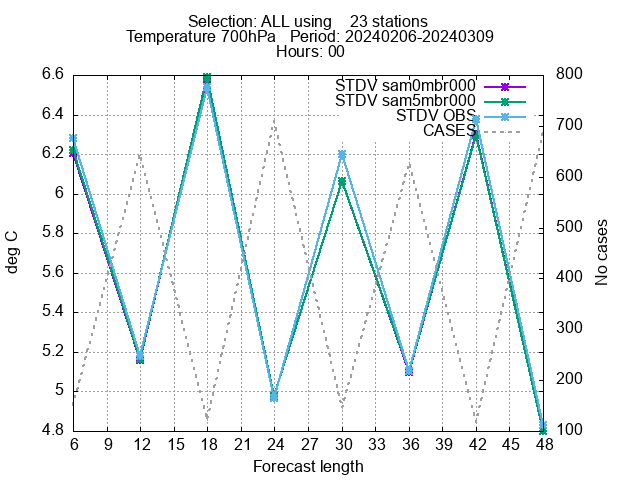 Selection: ALL using    23 stations
Temperature 700hPa   Period: 20240206-20240309
Hours: 00
STDV sam0mbr000
STDV sam5mbr000
STDV OBS
CASES
deg C
6.6
6.4
6.2
6
5.8
5.6
5.4
5.2
5
4.8
No cases
800
700
600
500
400
300
200
100
6 9 12 15 18 21 24 27 30 33 36 39 42 45 48
Forecast length